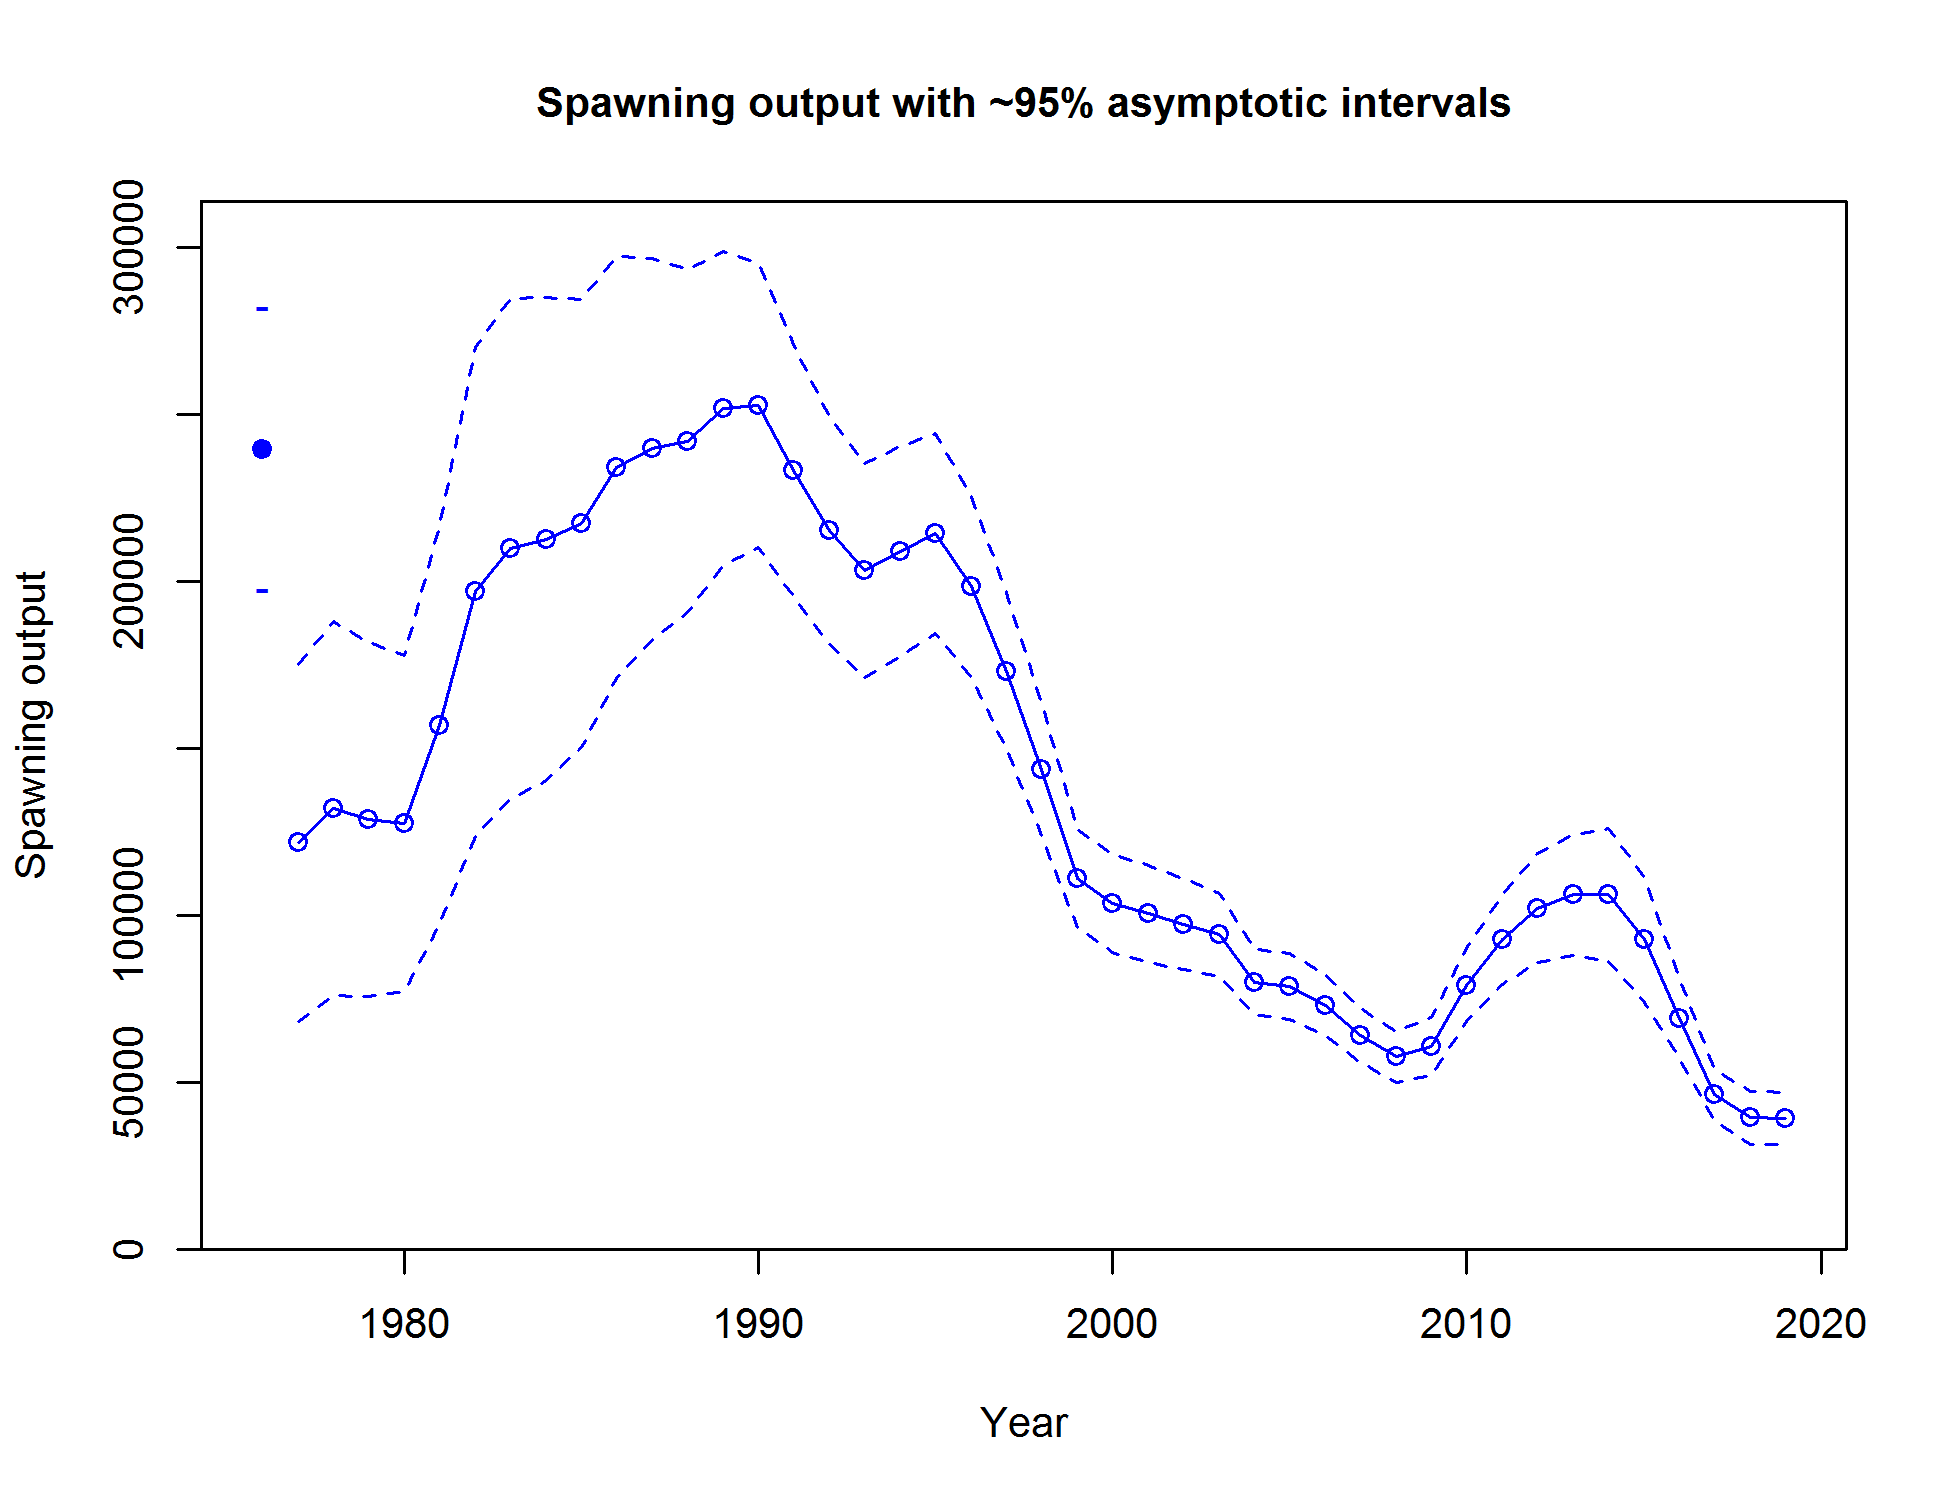 Spawning output with ~95% asymptotic intervals
Spawning output
300000
200000
100000
50000
0
1980 1990 2000 2010 2020
Year